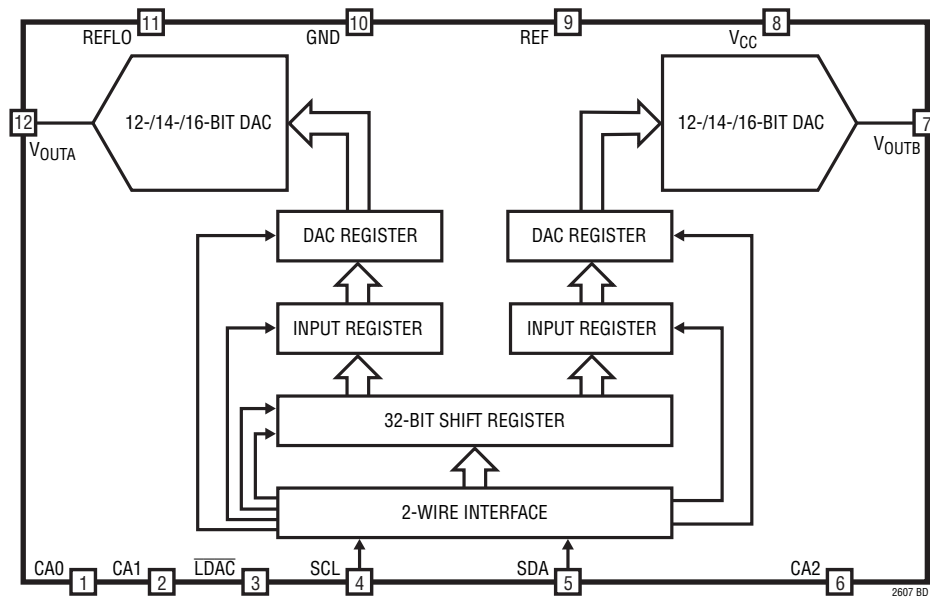 11
10
9
8
REFLO
GND
REF
VCC
12-/14-/16-BIT DAC
12-/14-/16-BIT DAC
12
7
VOUTA
VOUTB
DAC REGISTER
DAC REGISTER
INPUT REGISTER
INPUT REGISTER
32-BIT SHIFT REGISTER
2-WIRE INTERFACE
CA0
CA1
LDAC
SCL
SDA
CA2
1
2
3
4
5
6
2607 BD